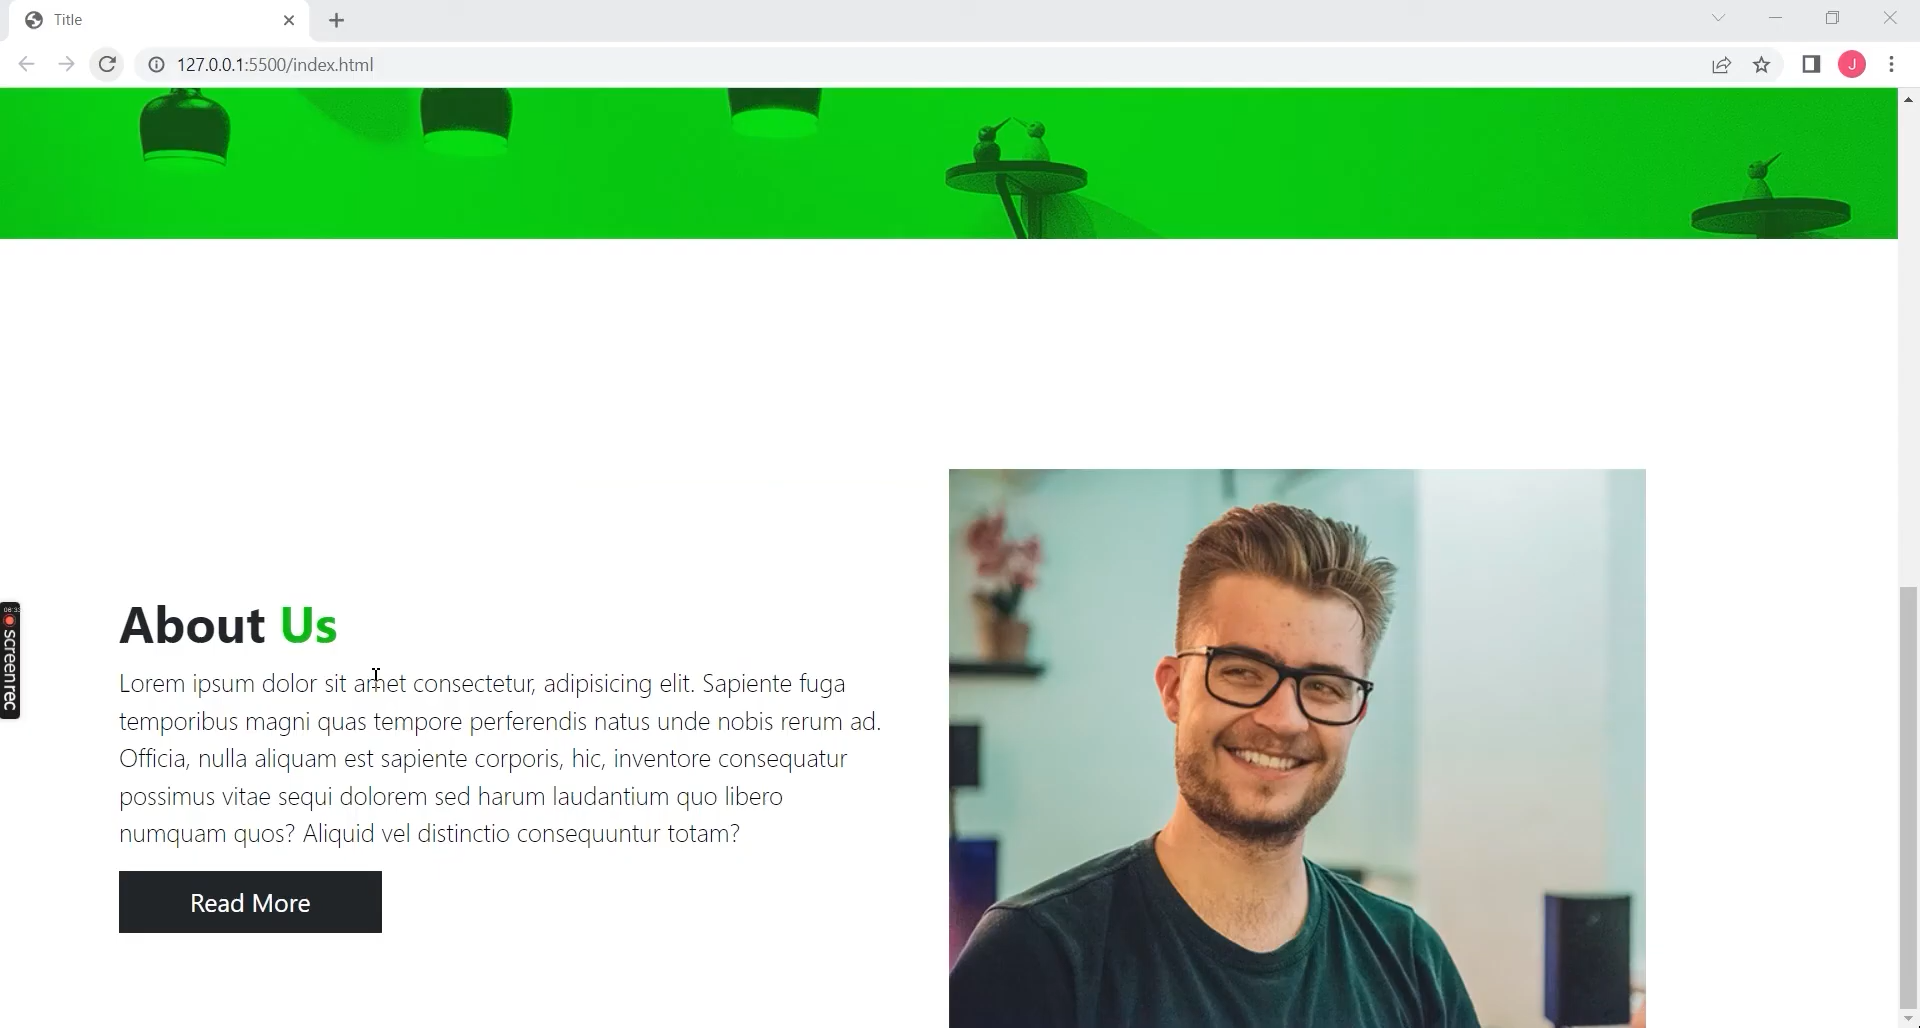 Title
127.0.0.1:5500/index.html
J
About Us
Lorem ipsum dolor sit amet consectetur, adipisicing elit. Sapiente fuga
temporibus magni quas tempore perferendis natus unde nobis rerum ad.
Officia, nulla aliquam est sapiente corporis, hic, inventore consequatur
possimus vitae sequi dolorem sed harum laudantium quo libero
numquam quos? Aliquid vel distinctio consequuntur totam?
Read More
screenrec